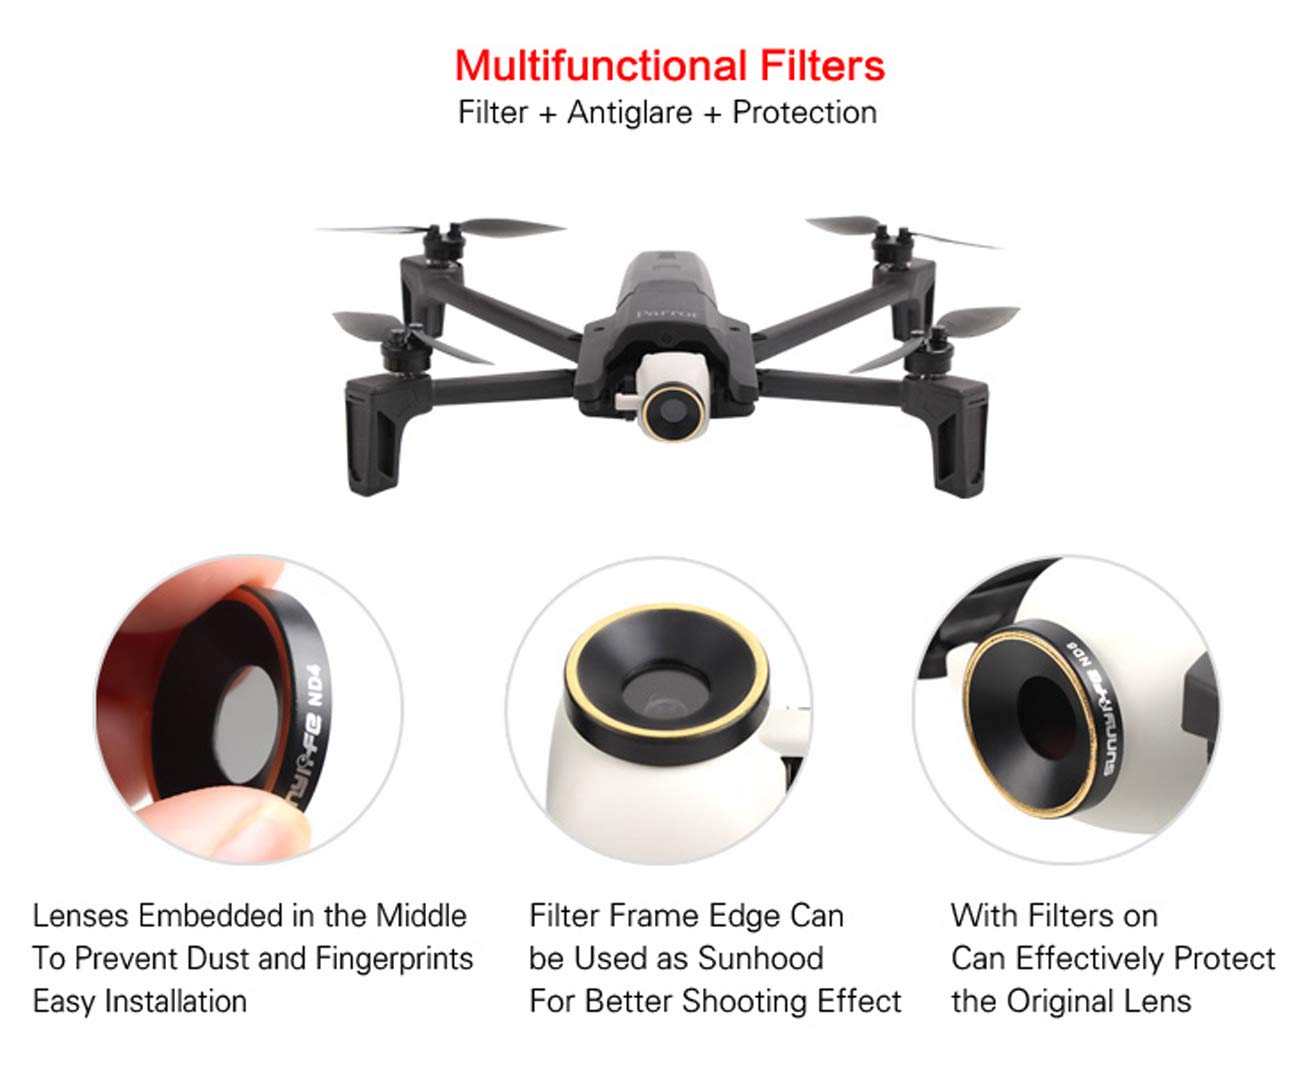 Multifunctional Filters
Filter + Antiglare + Protection
Parrot
ND4
SUNNYLIFE ND8
Lenses Embedded in the Middle
To Prevent Dust and Fingerprints
Easy Installation
Filter Frame Edge Can
be Used as Sunhood
For Better Shooting Effect
With Filters on
Can Effectively Protect
the Original Lens